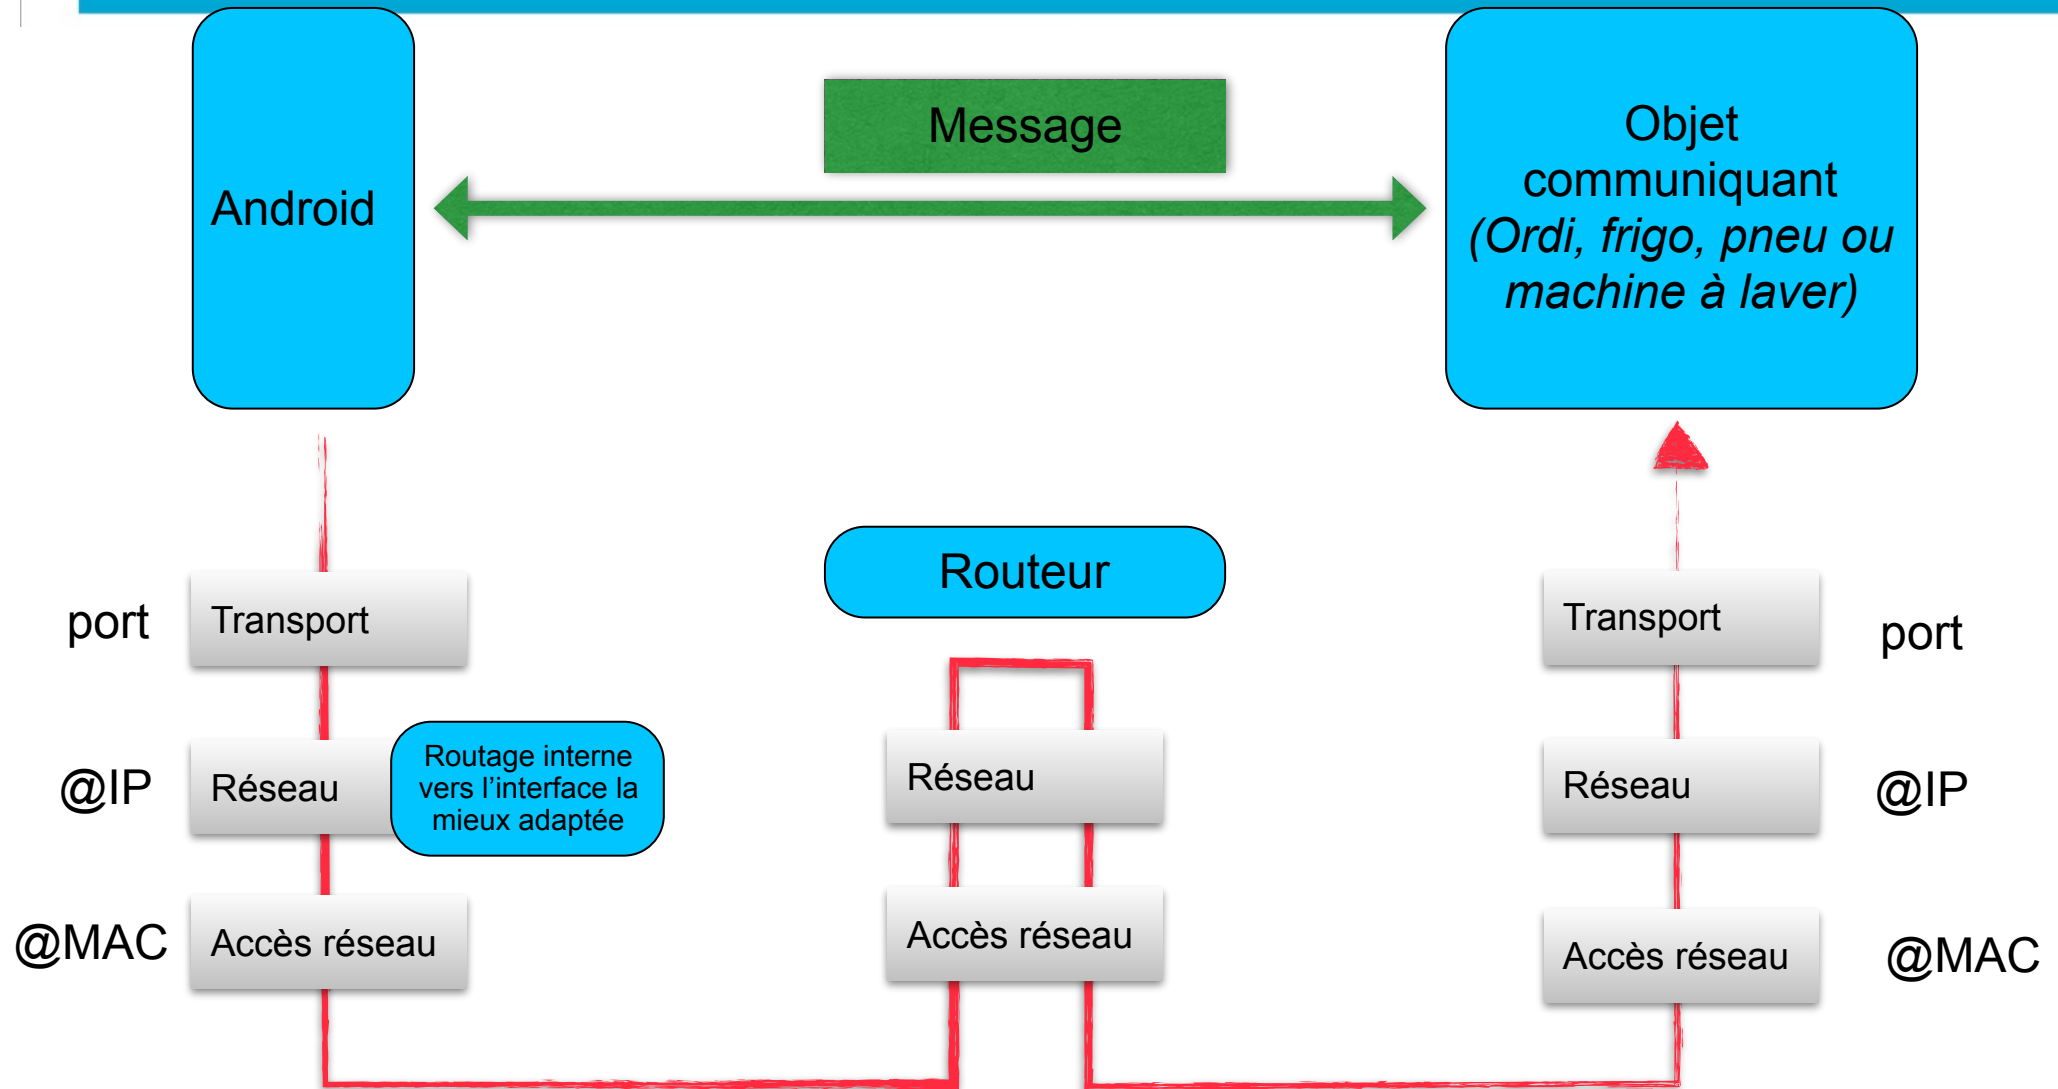 Android
Message
Objet
communiquant
(Ordi, frigo, pneu ou
machine à laver)
Routeur
port
Transport
@IP
Réseau
Routage interne
vers l’interface la
mieux adaptée
@MAC
Accès réseau
Réseau
Accès réseau
Transport
port
Réseau
@IP
Accès réseau
@MAC